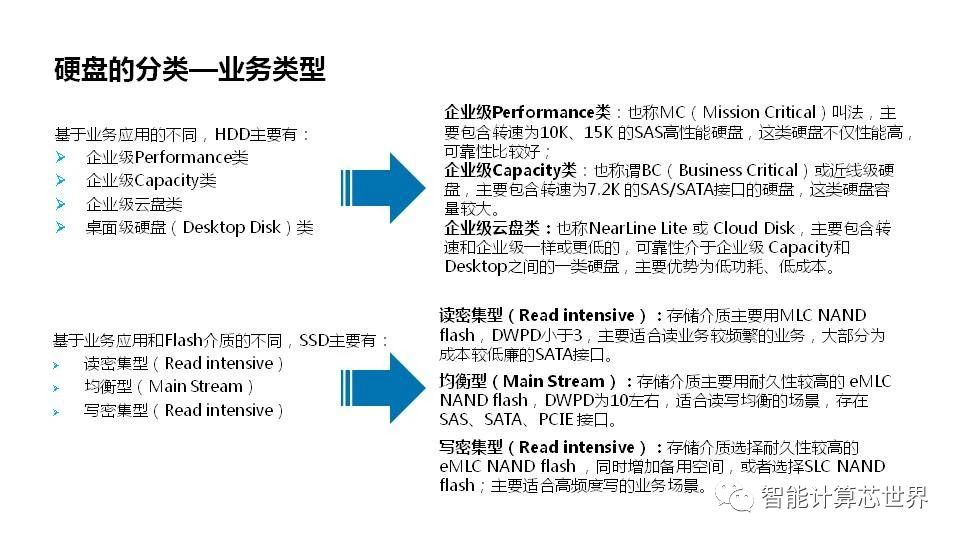 硬盘的分类—业务类型
基于业务应用的不同，HDD主要有：
企业级Performance类
企业级Capacity类
企业级云盘类
桌面级硬盘（Desktop Disk）类
企业级Performance类：也称MC（Mission Critical）叫法，主
要包含转速为10K、15K 的SAS高性能硬盘，这类硬盘不仅性能高，
可靠性比较好；
企业级Capacity类：也称谓BC（Business Critical）或近线级硬
盘，主要包含转速为7.2K 的SAS/SATA接口的硬盘，这类硬盘容
量较大。
企业级云盘类：也称NearLine Lite 或 Cloud Disk，主要包含转
速和企业级一样或更低的，可靠性介于企业级 Capacity和
Desktop之间的一类硬盘，主要优势为低功耗、低成本。
基于业务应用和Flash介质的不同，SSD主要有：
读密集型（Read intensive）
均衡型（Main Stream）
写密集型（Read intensive）
读密集型（Read intensive）：存储介质主要用MLC NAND
flash，DWPD小于3，主要适合读业务较频繁的业务，大部分为
成本较低廉的SATA接口。
均衡型（Main Stream）：存储介质主要用耐久性较高的 eMLC
NAND flash，DWPD为10左右，适合读写均衡的场景，存在
SAS、SATA、PCIE 接口。
写密集型（Read intensive）：存储介质选择耐久性较高的
eMLC NAND flash ，同时增加备用空间，或者选择SLC NAND
flash；主要适合高频度写的业务场景。
智能计算芯世界